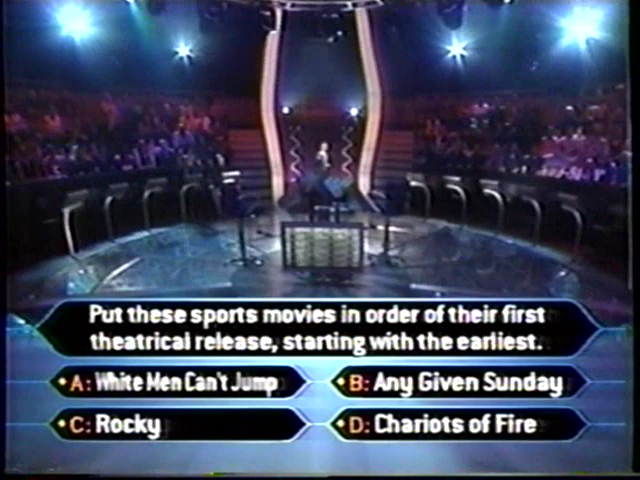 Put these sports movies in order of their first
theatrical release, starting with the earliest.
A: White Men Can't Jump
B: Any Given Sunday
C: Rocky
D: Chariots of Fire